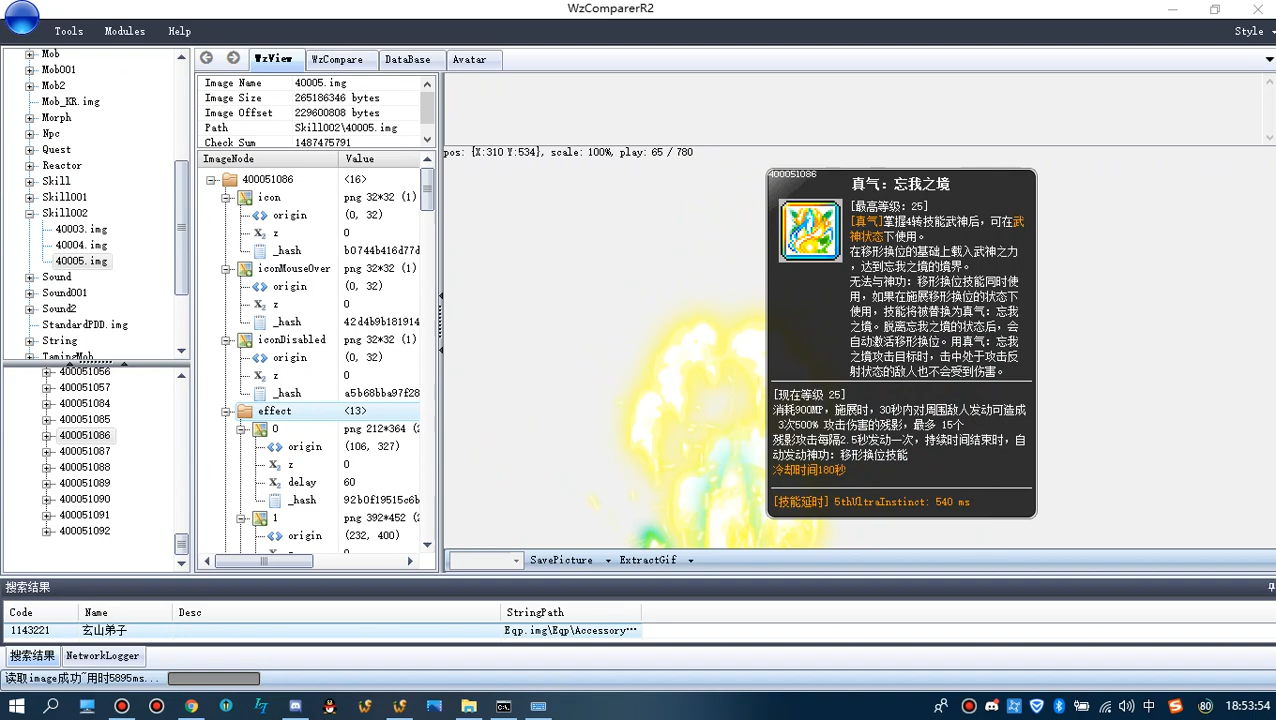 WzComparerR2
Tools Modules Help Style
Mob
Mob001
Mob2
Mob_KR.img
Morph
Npc
Quest
Reactor
Skill
Skill001
Skill002
40003.img
40004.img
40005.img
Sound
Sound001
Sound2
StandardPDD.img
String
TamingMob
400051056
400051057
400051084
400051085
400051086
400051087
400051088
400051089
400051090
400051091
400051092
WzView WzCompare DataBase Avatar
Image Name 40005.img
Image Size 265186346 bytes
Image Offset 229600808 bytes
Path Skill002\40005.img
Check Sum 1487475791
ImageNode Value
400051086 <16>
icon png 32*32 (1)
origin (0, 32)
z 0
_hash b0744b416d77d
iconMouseOver png 32*32 (1)
origin (0, 32)
z 0
_hash 42d4b9b181914
iconDisabled png 32*32 (1)
origin (0, 32)
z 0
_hash a5b68bba97f28
effect <13>
0 png 212*364 (2
origin (106, 327)
z 0
delay 60
_hash 92b0f19515c6b
1 png 392*452 (2
origin (232, 400)
pos: {X:310 Y:534}, scale: 100%, play: 65 / 780
400051086
真气：忘我之境
[最高等级：25]
[真气]掌握4转技能武神后，可在武
神状态下使用。
在移形换位的基础上载入武神之力
，达到忘我之境的境界。
无法与神功：移形换位技能同时使
用，如果在施展移形换位的状态下
使用，技能将被替换为真气：忘我
之境。脱离忘我之境的状态后，会
自动激活移形换位。用真气：忘我
之境攻击目标时，击中处于攻击反
射状态的敌人也不会受到伤害。
[现在等级 25]
消耗900MP，施展时，30秒内对周围敌人发动可造成
3次500% 攻击伤害的残影，最多 15个
残影攻击每隔2.5秒发动一次，持续时间结束时，自
动发动神功：移形换位技能
冷却时间180秒
[技能延时] 5thUltraInstinct: 540 ms
SavePicture ExtractGif
搜索结果
Code Name Desc StringPath
1143221 玄山弟子 Eqp.img\Eqp\Accessory…
搜索结果 NetworkLogger
读取image成功~用时5895ms...
中 80 18:53:54